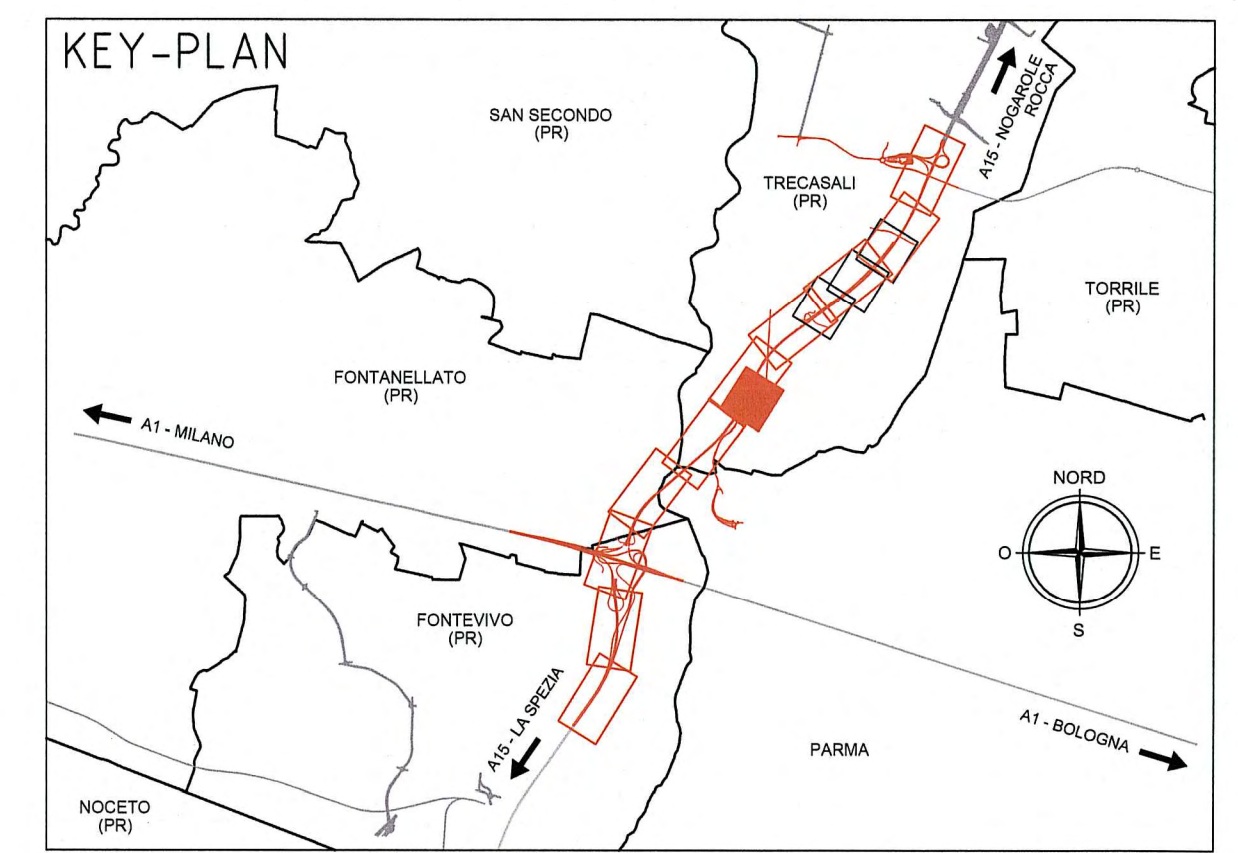 KEY-PLAN
SAN SECONDO
(PR)
A15 - NOGAROLE
ROCCA
TRECASALI
(PR)
TORRILE
(PR)
FONTANELLATO
(PR)
A1 - MILANO
NORD
O
E
S
FONTEVIVO
(PR)
A15 - LA SPEZIA
A1 - BOLOGNA
PARMA
NOCETO
(PR)